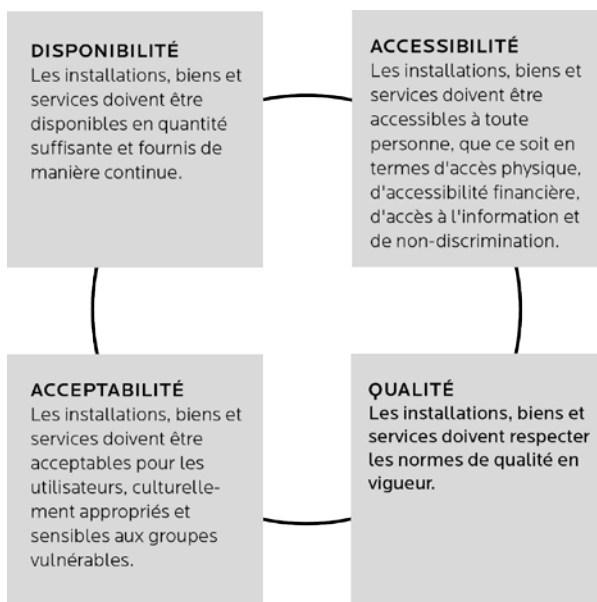 DISPONIBILITÉ
Les installations, biens et
services doivent être
disponibles en quantité
suffisante et fournis de
manière continue.
ACCESSIBILITÉ
Les installations, biens et
services doivent être
accessibles à toute
personne, que ce soit en
termes d'accès physique,
d'accessibilité financière,
d'accès à l'information et
de non-discrimination.
ACCEPTABILITÉ
Les installations, biens et
services doivent être
acceptables pour les
utilisateurs, culturelle-
ment appropriés et
sensibles aux groupes
vulnérables.
QUALITÉ
Les installations, biens et
services doivent respecter
les normes de qualité en
vigueur.